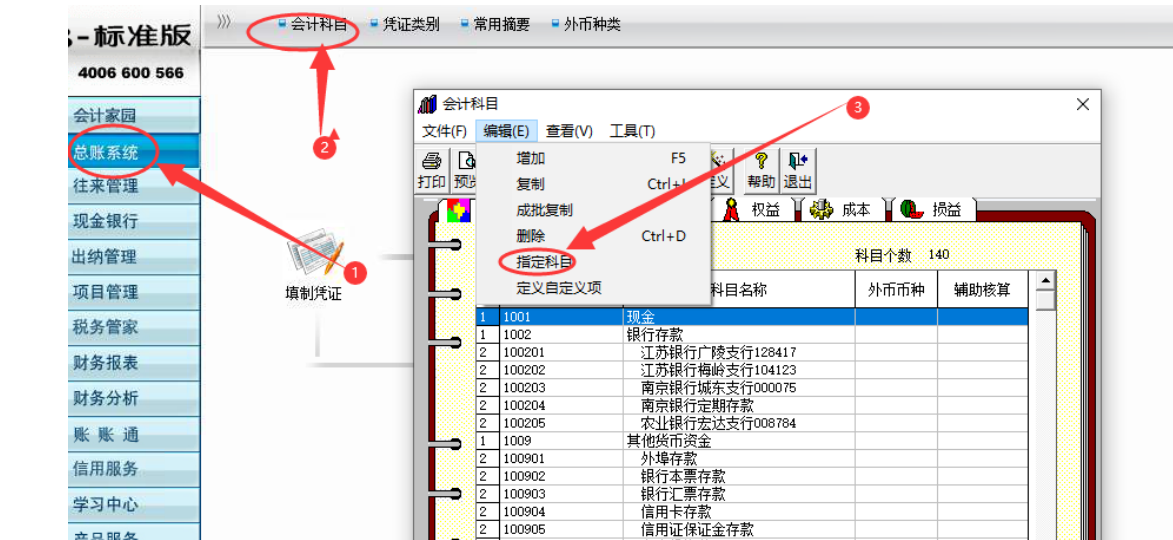 -标准版
4006 600 566
会计家园
总账系统
往来管理
现金银行
出纳管理
项目管理
税务管家
财务报表
财务分析
账 账 通
信用服务
学习中心
产品服务
会计科目 凭证类别 常用摘要 外币种类
1
2
3
填制凭证
会计科目
文件(F) 编辑(E) 查看(V) 工具(T)
打印 预览 义 帮助 退出
增加 F5
复制 Ctrl+I
成批复制
删除 Ctrl+D
指定科目
定义自定义项
权益 成本 损益
科目个数 140
科目名称 外币币种 辅助核算
1 1001 现金
1 1002 银行存款
2 100201 江苏银行广陵支行128417
2 100202 江苏银行梅岭支行104123
2 100203 南京银行城东支行000075
2 100204 南京银行定期存款
2 100205 农业银行宏达支行008784
1 1009 其他货币资金
2 100901 外埠存款
2 100902 银行本票存款
2 100903 银行汇票存款
2 100904 信用卡存款
2 100905 信用证保证金存款